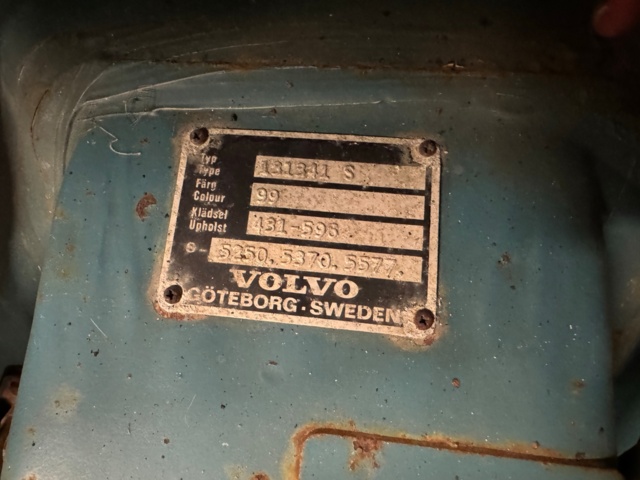 Typ
Type 131341 S
Färg
Colour 99
Klädsel
Upholst 431-598
S- 5250.5370.5577.
VOLVO
GÖTEBORG·SWEDEN